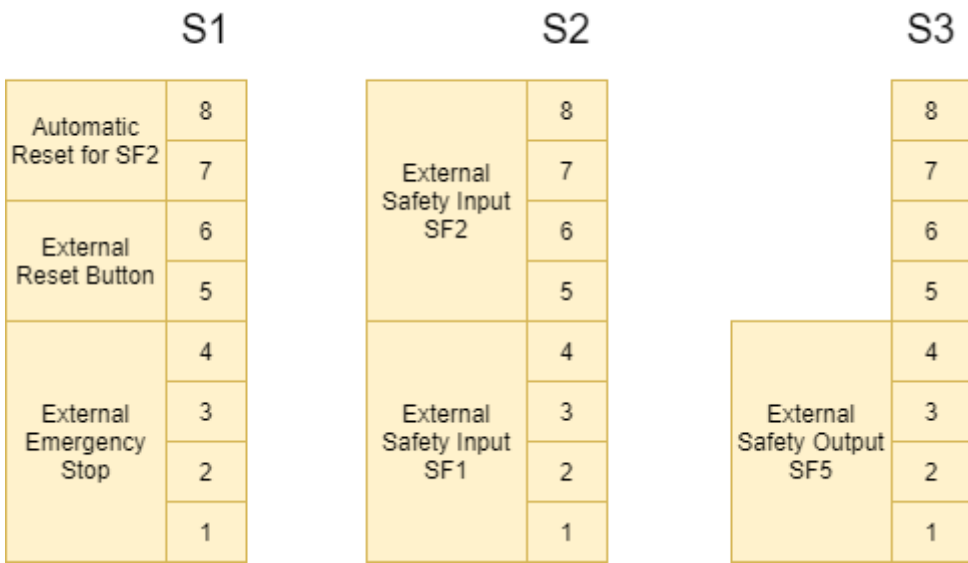 S1
S2
S3
Automatic
Reset for SF2
8
7
External
Reset Button
6
5
External
Emergency
Stop
4
3
2
1
External
Safety Input
SF2
8
7
6
5
External
Safety Input
SF1
4
3
2
1
8
7
6
5
External
Safety Output
SF5
4
3
2
1